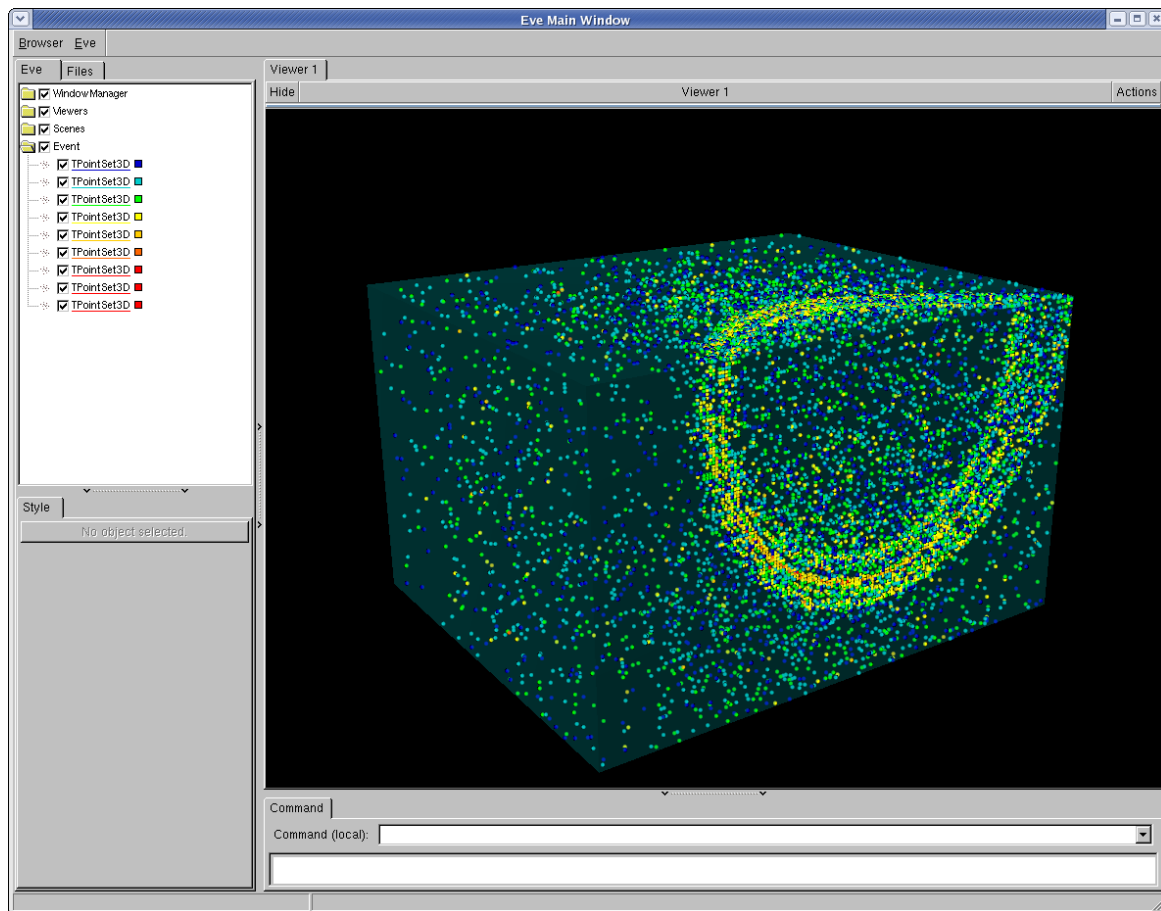 Eve Main Window
Browser Eve
Eve Files
WindowManager
Viewers
Scenes
Event
TPointSet3D
TPointSet3D
TPointSet3D
TPointSet3D
TPointSet3D
TPointSet3D
TPointSet3D
TPointSet3D
TPointSet3D
Style
No object selected.
Viewer 1
Hide Viewer 1 Actions
Command
Command (local):